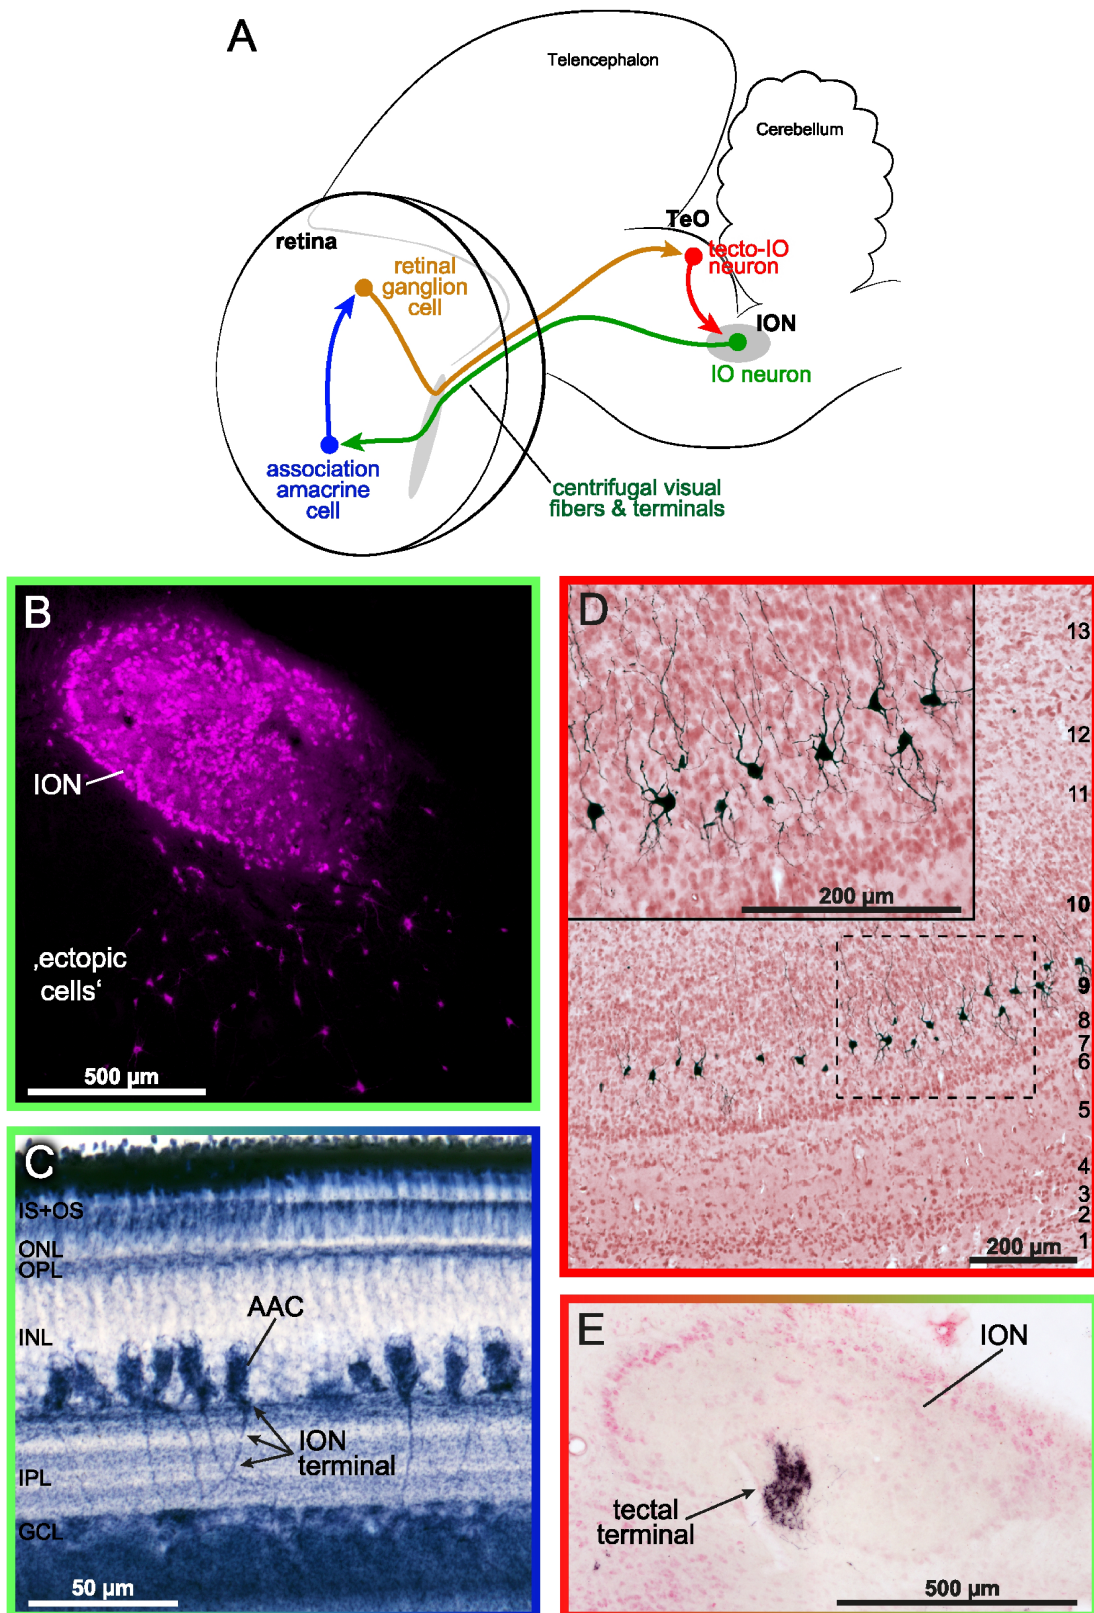 A
Telencephalon
Cerebellum
retina
TeO
tecto-IO
neuron
retinal
ganglion
cell
ION
IO neuron
association
amacrine
cell
centrifugal visual
fibers & terminals
B
ION
‚ectopic
cells‘
500 µm
C
IS+OS
ONL
OPL
INL
AAC
ION
terminal
IPL
GCL
50 µm
D
200 µm
13
12
11
10
9
8
7
6
5
4
3
2
1
200 µm
E
ION
tectal
terminal
500 µm